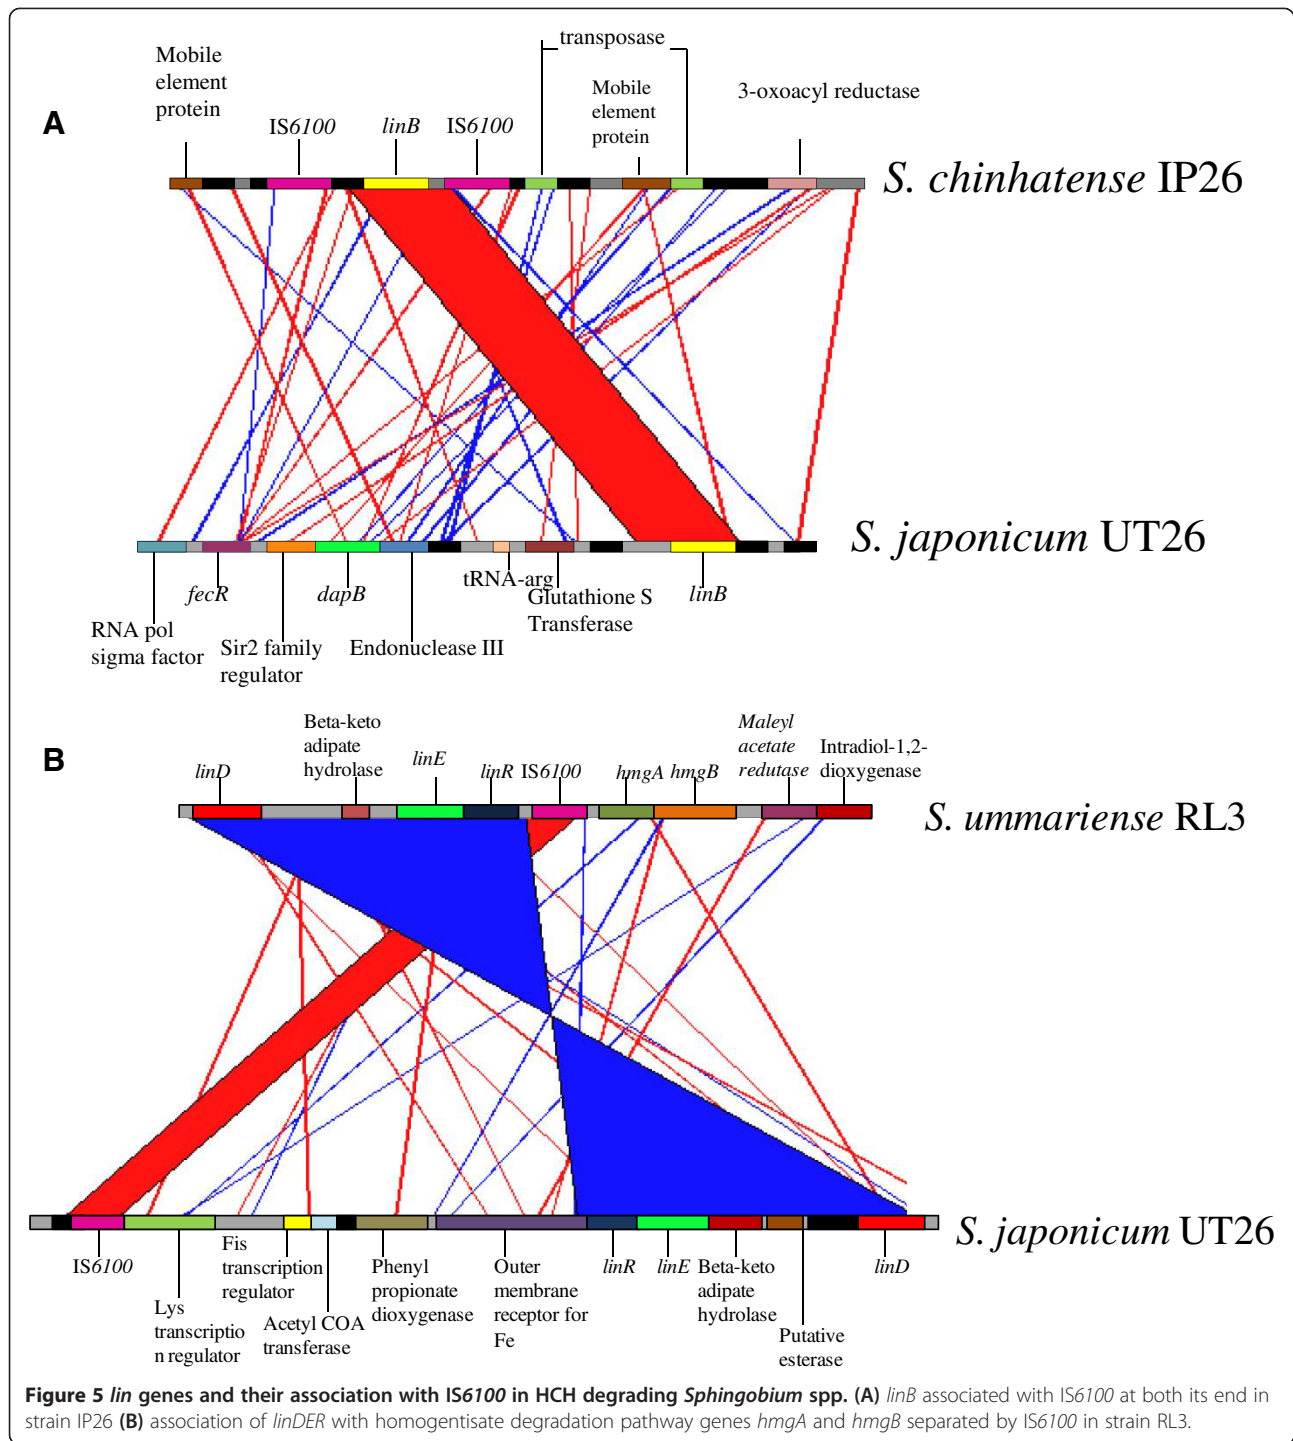 transposase
Mobile
element
protein
Mobile
element
protein
3-oxoacyl reductase
A
IS6100
linB
IS6100
S. chinhatense IP26
S. japonicum UT26
fecR
dapB
tRNA-arg
Glutathione S
Transferase
linB
RNA pol
sigma factor
Sir2 family
regulator
Endonuclease III
B
linD
Beta-keto
adipate
hydrolase
linE
linR
IS6100
hmgA
hmgB
Maleyl
acetate
redutase
Intradiol-1,2-
dioxygenase
S. ummariense RL3
S. japonicum UT26
IS6100
Lys
transcriptio
n regulator
Fis
transcription
regulator
Acetyl COA
transferase
Phenyl
propionate
dioxygenase
Outer
membrane
receptor for
Fe
linR
linE
Beta-keto
adipate
hydrolase
Putative
esterase
linD
Figure 5 lin genes and their association with IS6100 in HCH degrading Sphingobium spp. (A) linB associated with IS6100 at both its end in
strain IP26 (B) association of linDER with homogentisate degradation pathway genes hmgA and hmgB separated by IS6100 in strain RL3.